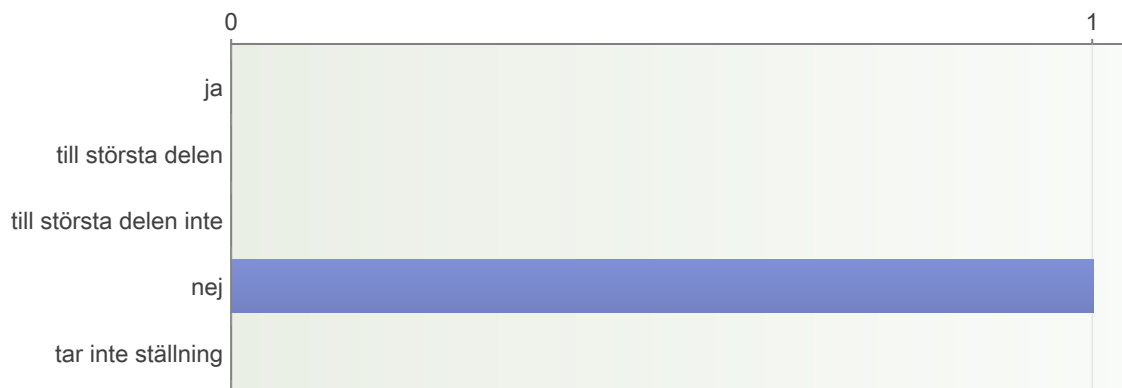 0 1
ja
till största delen
till största delen inte
nej
tar inte ställning